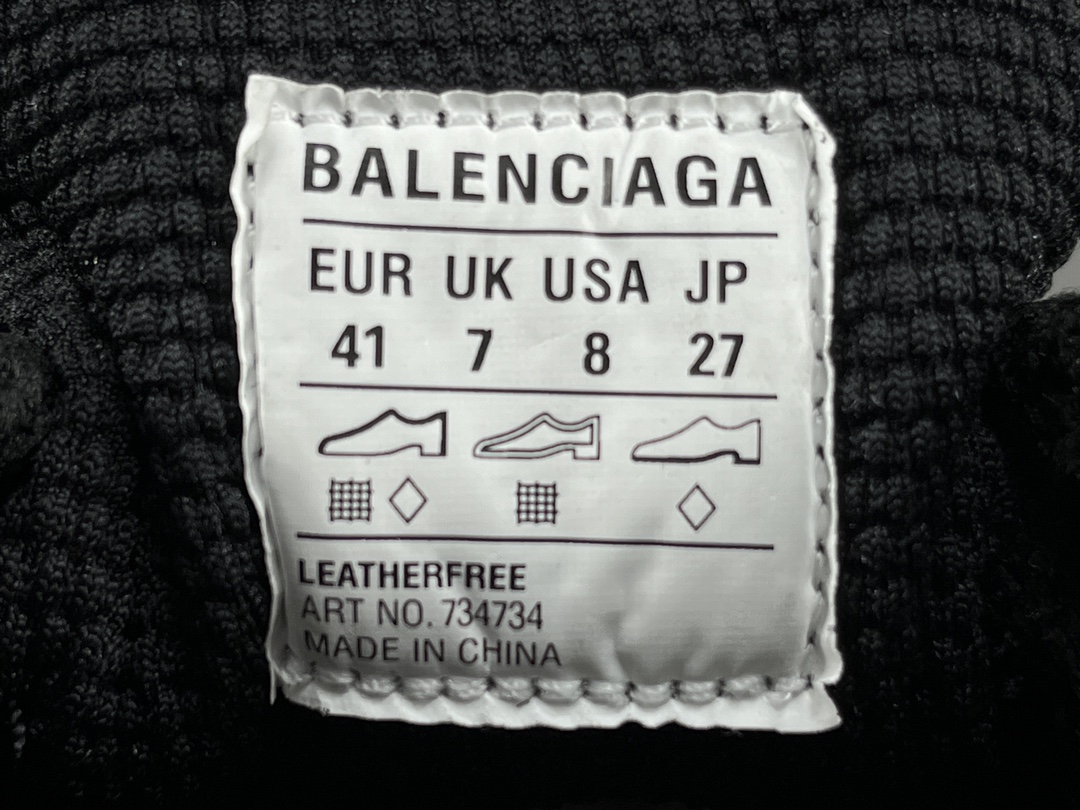 BALENCIAGA
EUR UK USA JP
41 7 8 27
LEATHERFREE
ART NO. 734734
MADE IN CHINA